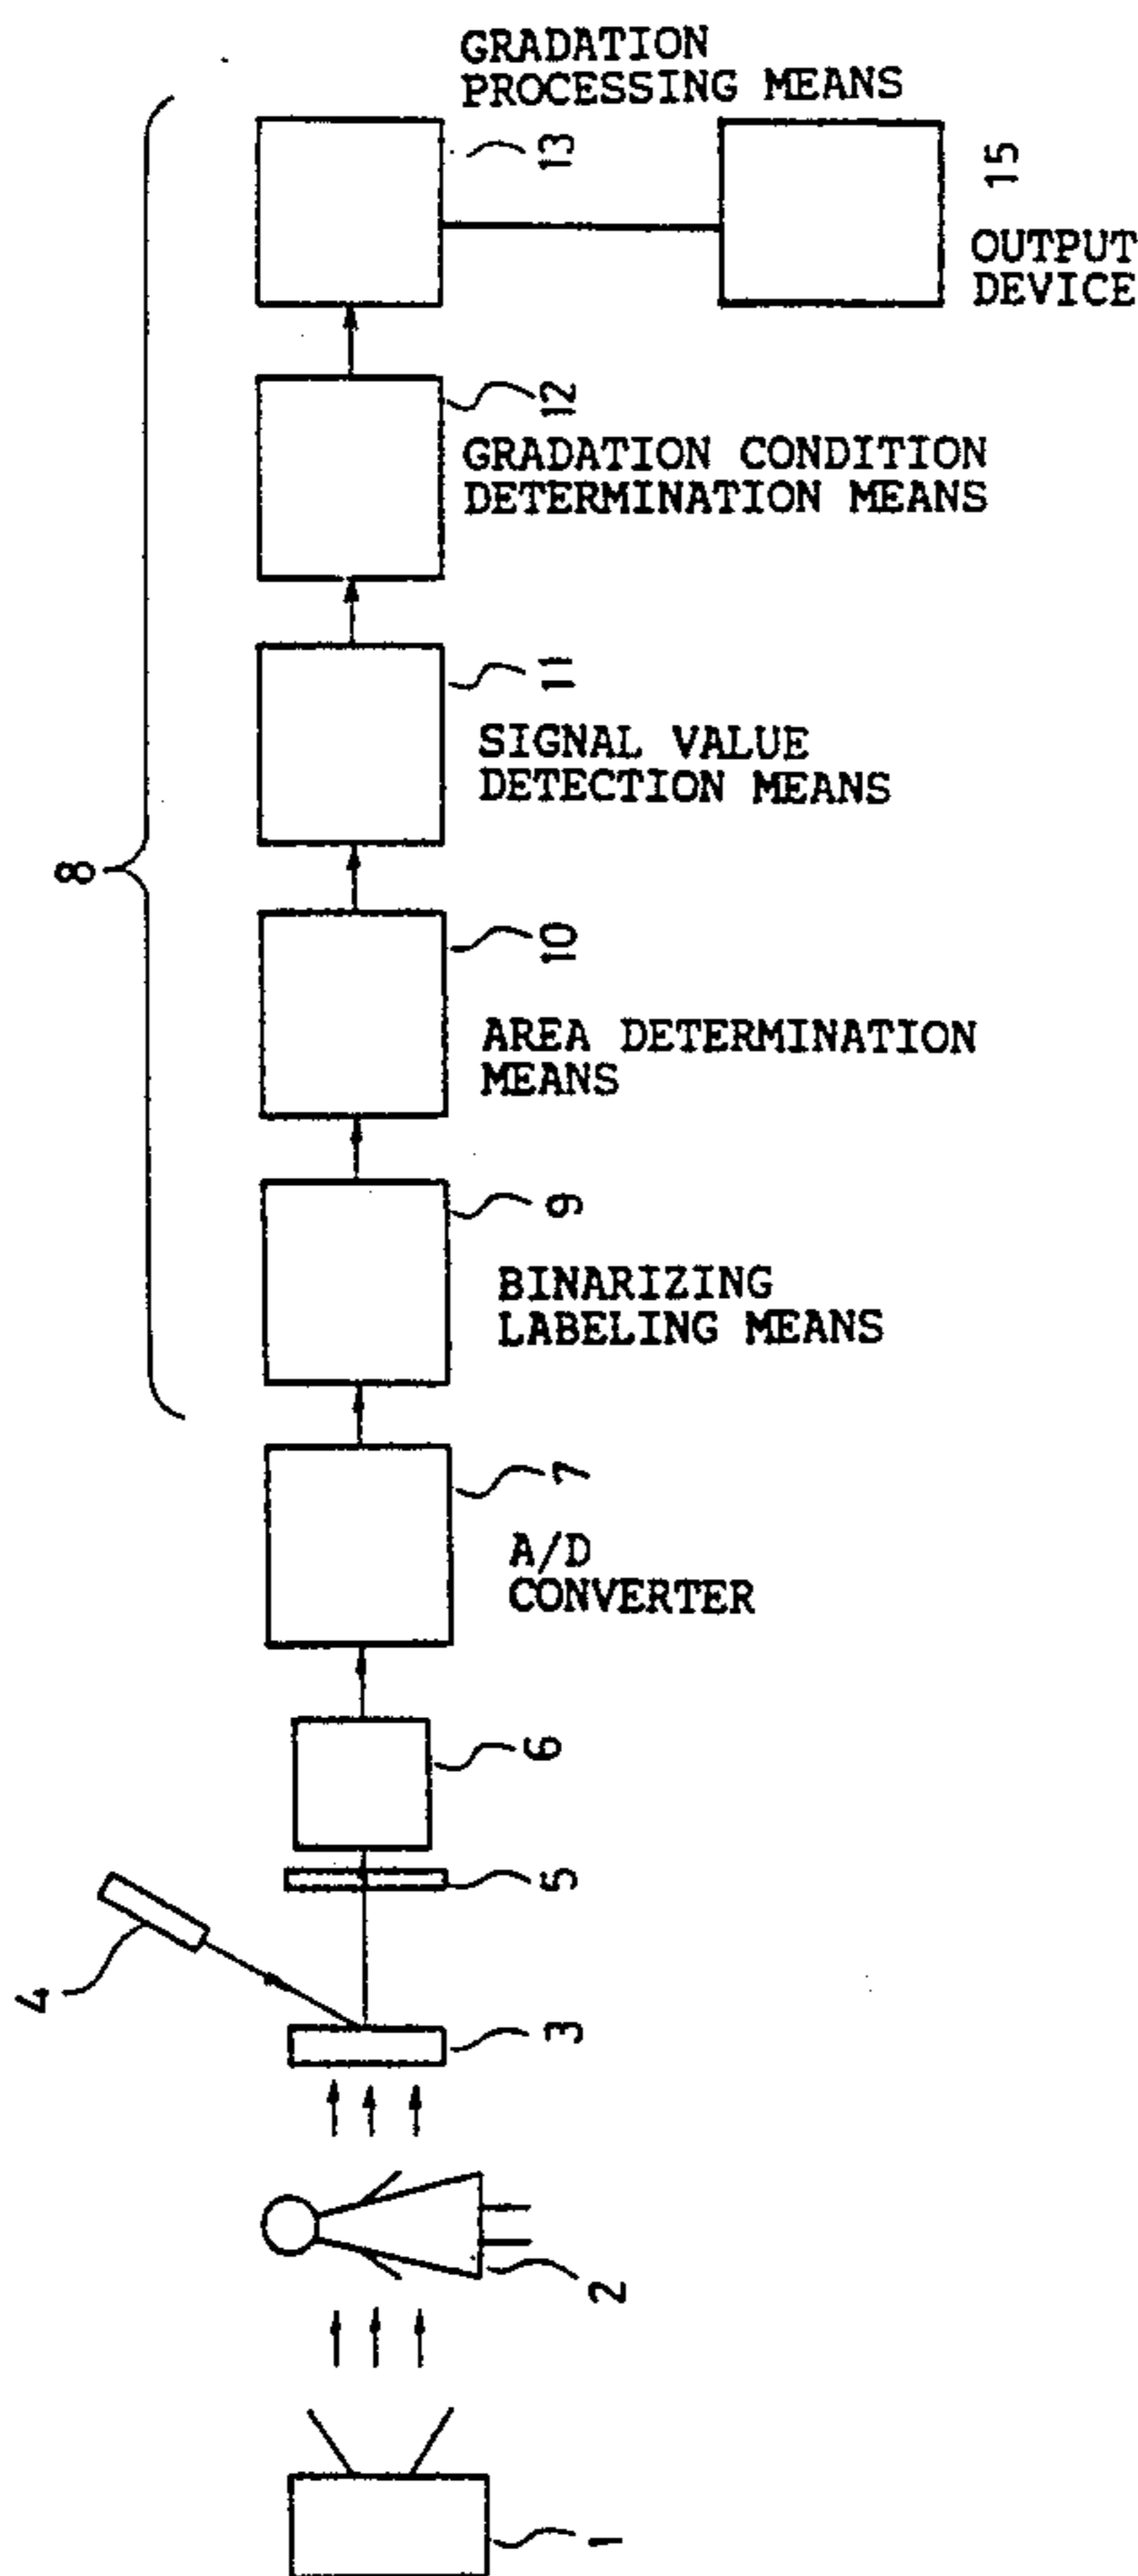 GRADATION
PROCESSING MEANS
13
15
OUTPUT
DEVICE
12
GRADATION CONDITION
DETERMINATION MEANS
11
SIGNAL VALUE
DETECTION MEANS
8
10
AREA DETERMINATION
MEANS
9
BINARIZING
LABELING MEANS
7
A/D
CONVERTER
6
5
4
3
2
1